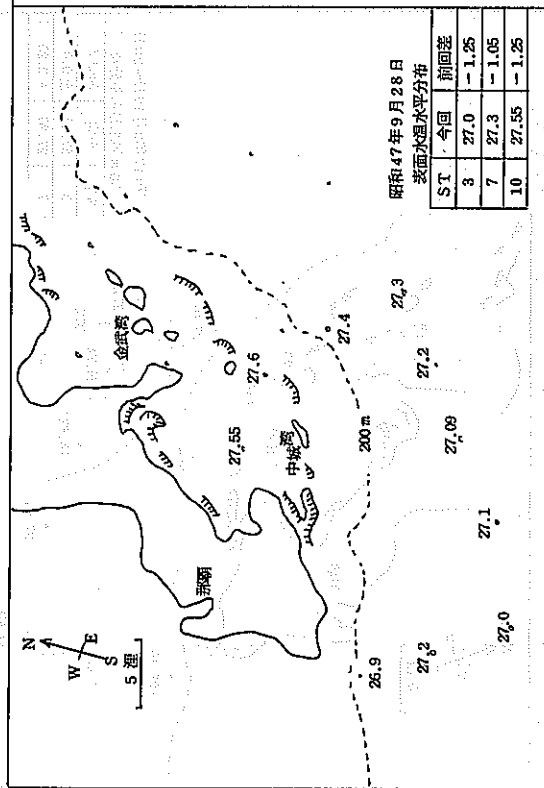 昭和47年9月28日
表面水温水平分布
ST 今回 前回差
3 27.0 －1.25
7 27.3 －1.05
10 27.55 －1.25
金武湾
27.6
27.4
27.3
27.55
中城湾
27.2
200m
27.09
那覇
27.1
N
W E
S
5浬
26.9
27.2
27.0